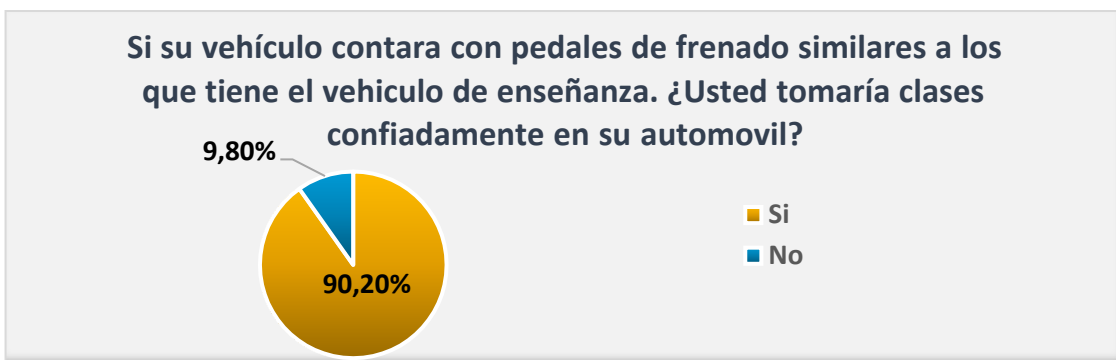 Si su vehículo contara con pedales de frenado similares a los
que tiene el vehiculo de enseñanza. ¿Usted tomaría clases
confiadamente en su automovil?
9,80%
90,20%
Si
No